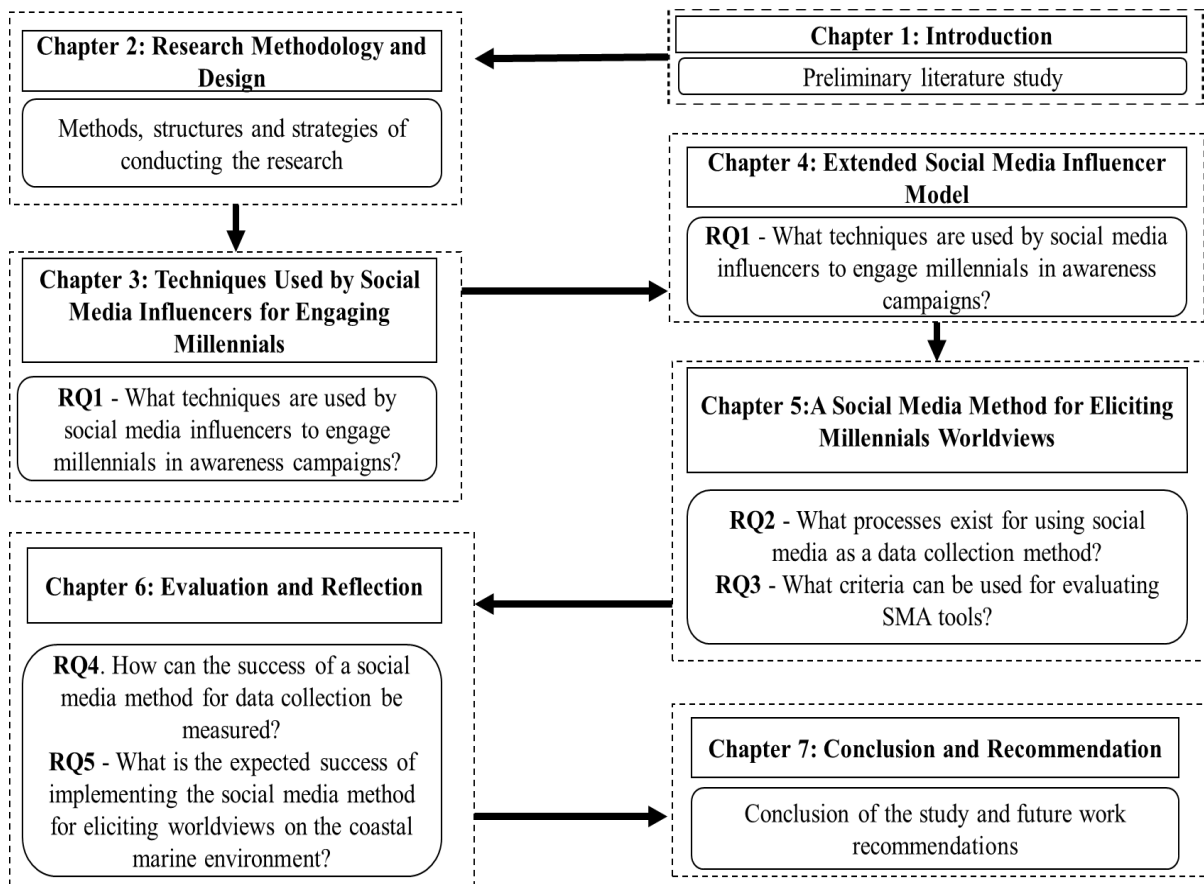 Chapter 1: Introduction
Preliminary literature study
Chapter 2: Research Methodology and
Design
Methods, structures and strategies of
conducting the research
Chapter 3: Techniques Used by Social
Media Influencers for Engaging
Millennials
RQ1 - What techniques are used by
social media influencers to engage
millennials in awareness campaigns?
Chapter 4: Extended Social Media Influencer
Model
RQ1 - What techniques are used by social media
influencers to engage millennials in awareness
campaigns?
Chapter 5:A Social Media Method for Eliciting
Millennials Worldviews
RQ2 - What processes exist for using social
media as a data collection method?
RQ3 - What criteria can be used for evaluating
SMA tools?
Chapter 6: Evaluation and Reflection
RQ4. How can the success of a social
media method for data collection be
measured?
RQ5 - What is the expected success of
implementing the social media method
for eliciting worldviews on the coastal
marine environment?
Chapter 7: Conclusion and Recommendation
Conclusion of the study and future work
recommendations